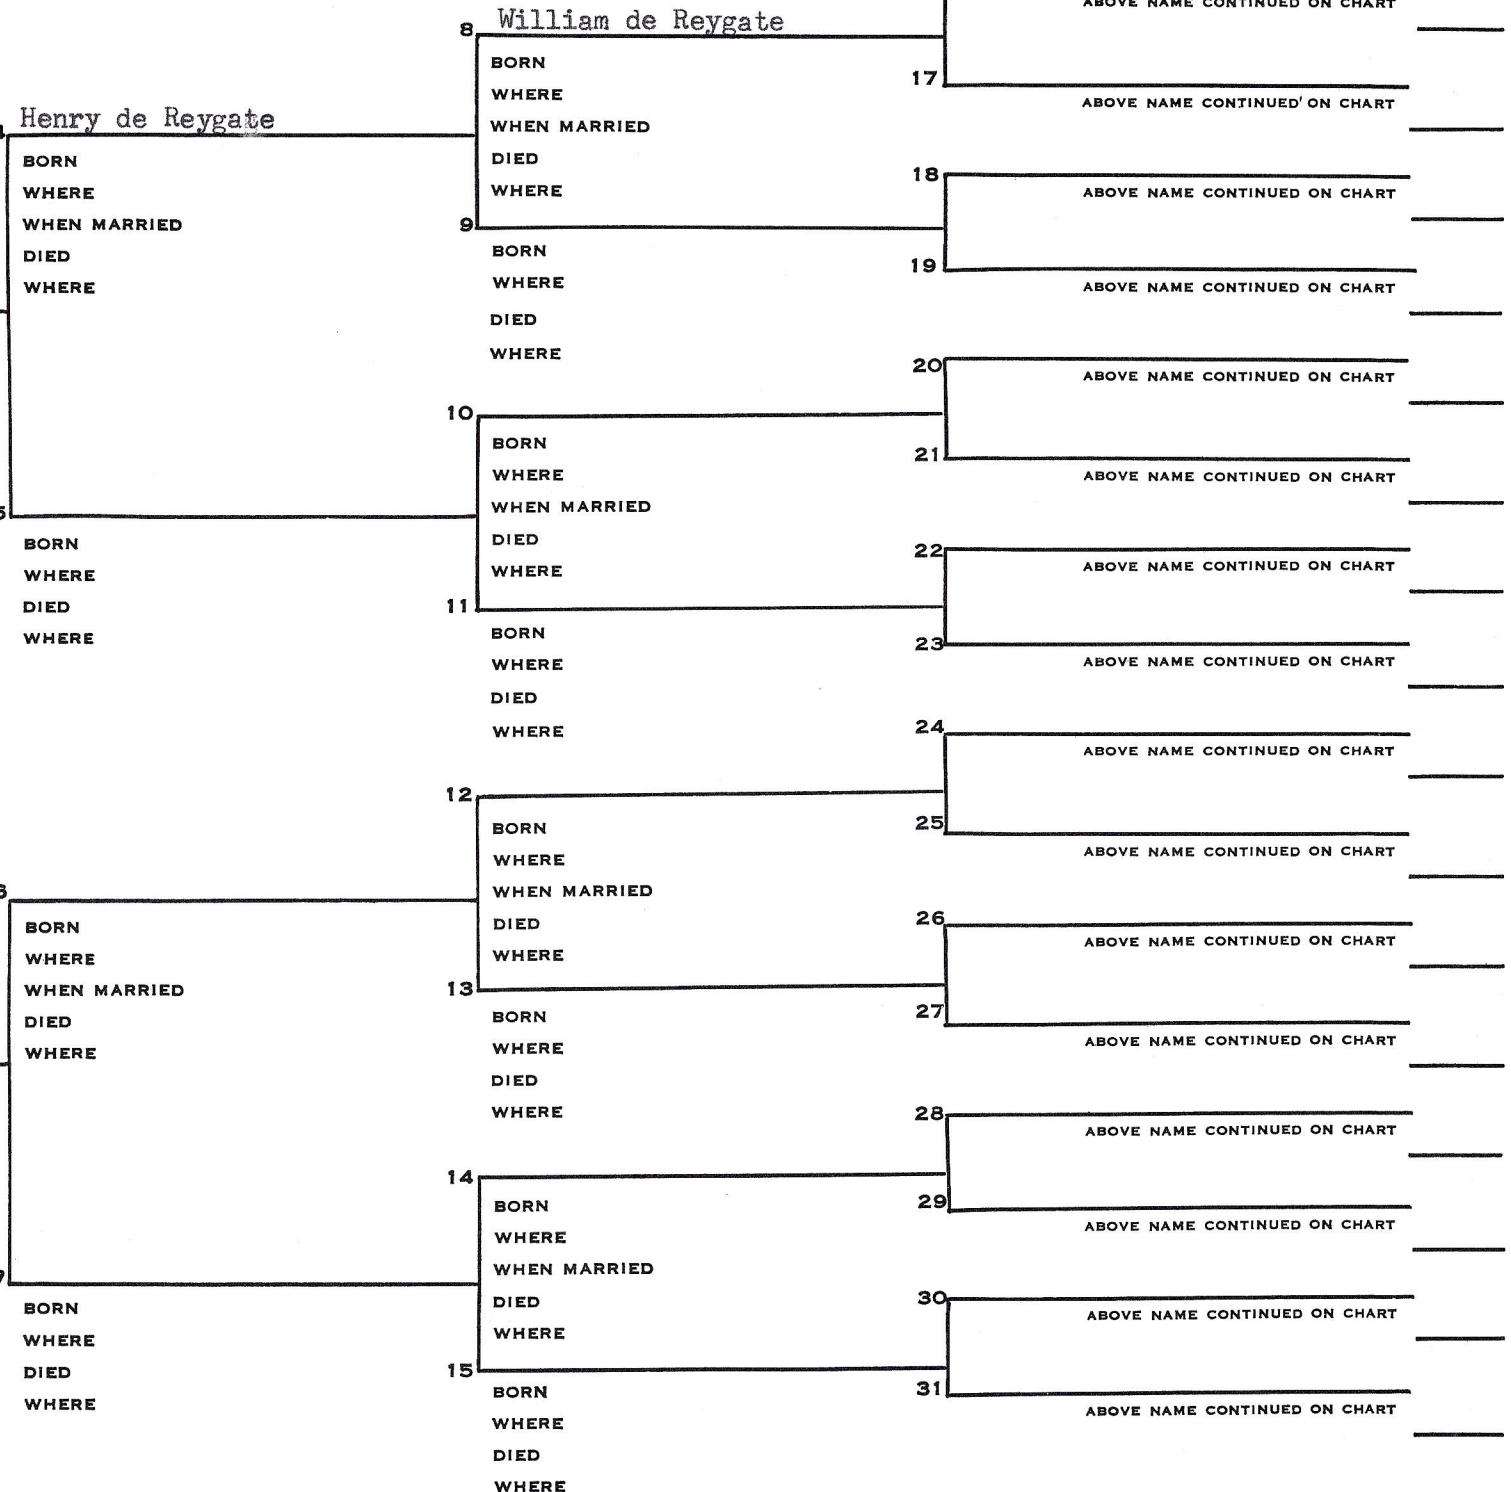 ABOVE NAME CONTINUED ON CHART
8 William de Reygate
BORN
WHERE
WHEN MARRIED
DIED
WHERE
17
ABOVE NAME CONTINUED ON CHART
Henry de Reygate
BORN
WHERE
WHEN MARRIED
DIED
WHERE
18
ABOVE NAME CONTINUED ON CHART
9
BORN
WHERE
DIED
WHERE
19
ABOVE NAME CONTINUED ON CHART
20
ABOVE NAME CONTINUED ON CHART
10
BORN
WHERE
WHEN MARRIED
DIED
WHERE
21
ABOVE NAME CONTINUED ON CHART
5
BORN
WHERE
DIED
WHERE
22
ABOVE NAME CONTINUED ON CHART
11
BORN
WHERE
DIED
WHERE
23
ABOVE NAME CONTINUED ON CHART
24
ABOVE NAME CONTINUED ON CHART
12
BORN
WHERE
WHEN MARRIED
DIED
WHERE
25
ABOVE NAME CONTINUED ON CHART
6
BORN
WHERE
WHEN MARRIED
DIED
WHERE
26
ABOVE NAME CONTINUED ON CHART
13
BORN
WHERE
DIED
WHERE
27
ABOVE NAME CONTINUED ON CHART
28
ABOVE NAME CONTINUED ON CHART
14
BORN
WHERE
WHEN MARRIED
DIED
WHERE
29
ABOVE NAME CONTINUED ON CHART
7
BORN
WHERE
DIED
WHERE
30
ABOVE NAME CONTINUED ON CHART
15
BORN
WHERE
DIED
WHERE
31
ABOVE NAME CONTINUED ON CHART